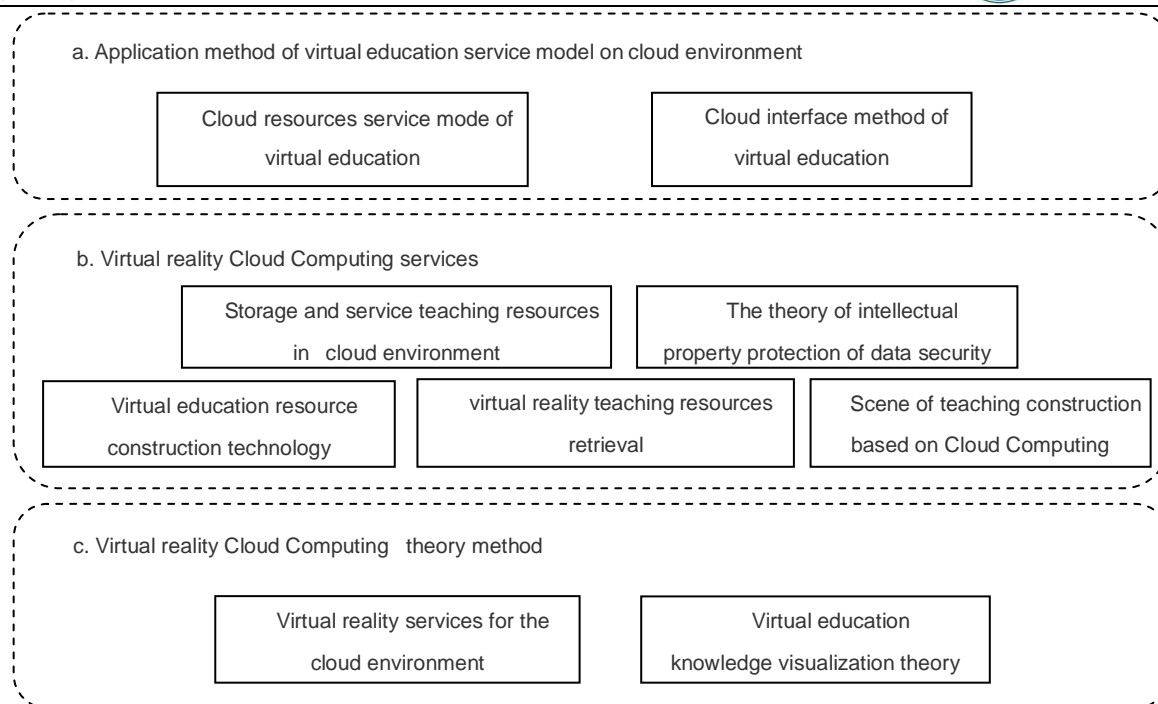 a. Application method of virtual education service model on cloud environment
Cloud resources service mode of
virtual education
Cloud interface method of
virtual education
b. Virtual reality Cloud Computing services
Storage and service teaching resources
in cloud environment
The theory of intellectual
property protection of data security
Virtual education resource
construction technology
virtual reality teaching resources
retrieval
Scene of teaching construction
based on Cloud Computing
c. Virtual reality Cloud Computing theory method
Virtual reality services for the
cloud environment
Virtual education
knowledge visualization theory